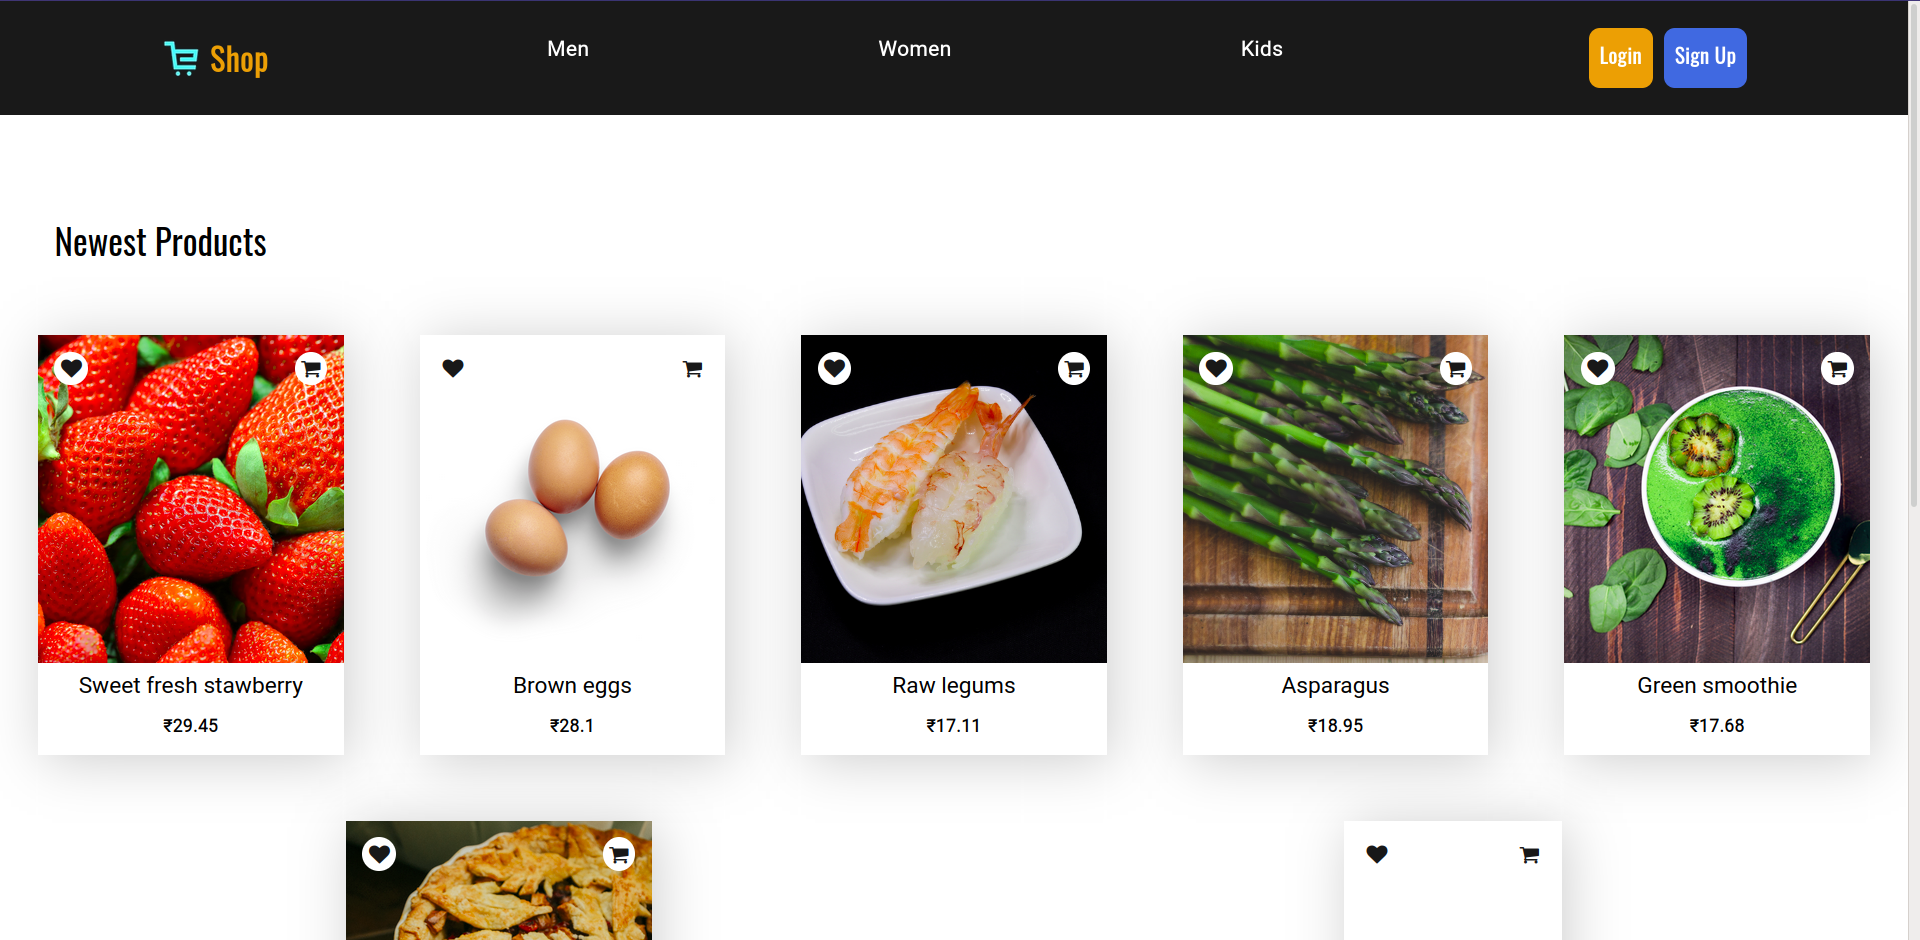 Shop
Men
Women
Kids
Login
Sign Up
Newest Products
Sweet fresh stawberry
₹29.45
Brown eggs
₹28.1
Raw legums
₹17.11
Asparagus
₹18.95
Green smoothie
₹17.68